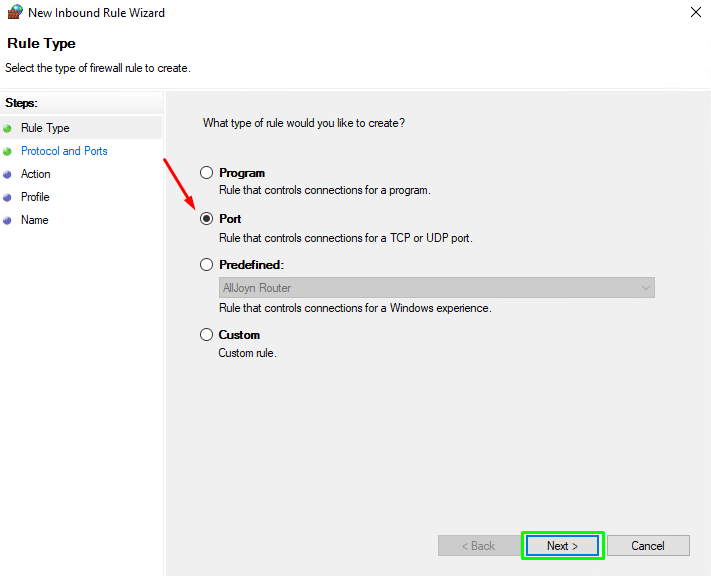 New Inbound Rule Wizard
Rule Type
Select the type of firewall rule to create.
Steps:
Rule Type
Protocol and Ports
Action
Profile
Name
What type of rule would you like to create?
Program
Rule that controls connections for a program.
Port
Rule that controls connections for a TCP or UDP port.
Predefined:
AllJoyn Router
Rule that controls connections for a Windows experience.
Custom
Custom rule.
< Back
Next >
Cancel